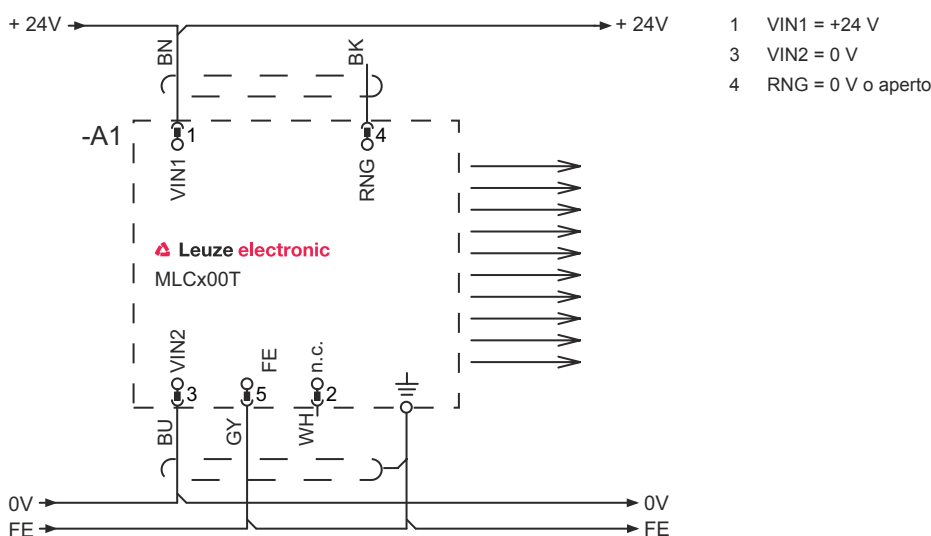 + 24V
+ 24V
BN
BK
1 VIN1 = +24 V
3 VIN2 = 0 V
4 RNG = 0 V o aperto
-A1
1
4
VIN1
RNG
Leuze electronic
MLCx00T
VIN2
FE
n.c.
3
5
2
BU
GY
WH
0V
0V
FE
FE